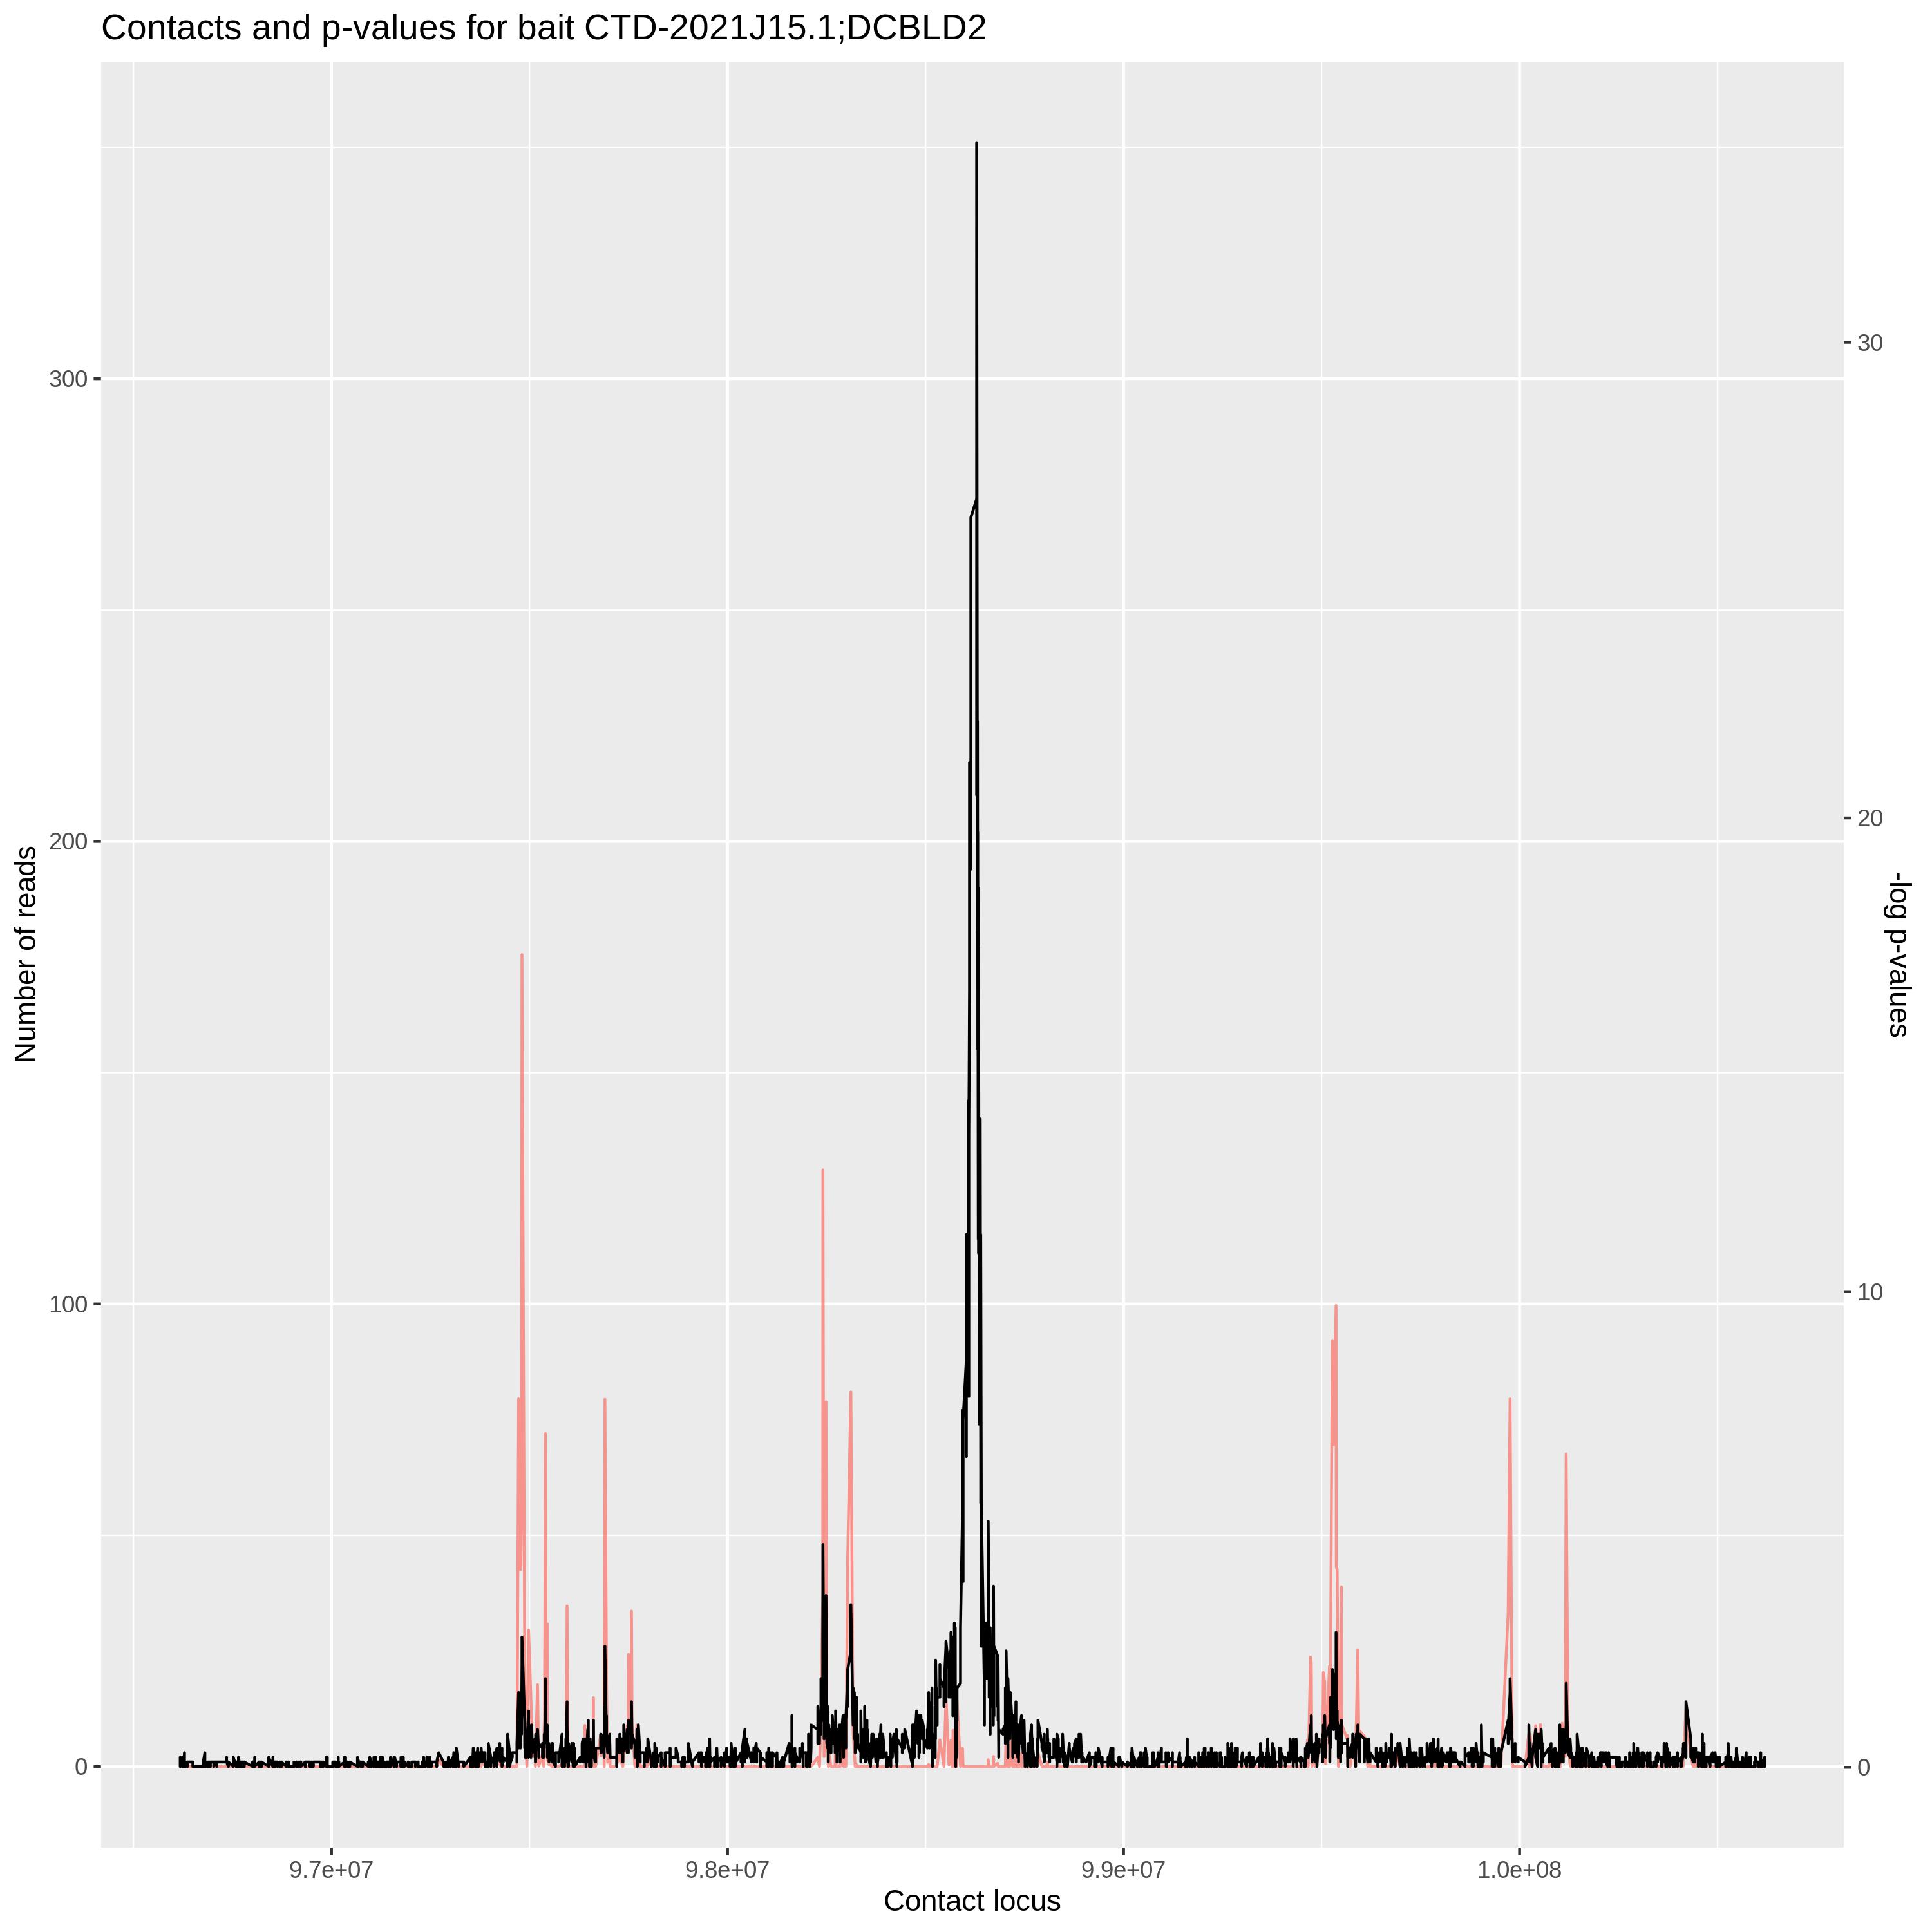 Contacts and p-values for bait CTD-2021J15.1;DCBLD2
Number of reads
300
200
100
0
30
20
10
0
-log p-values
9.7e+07
9.8e+07
9.9e+07
1.0e+08
Contact locus